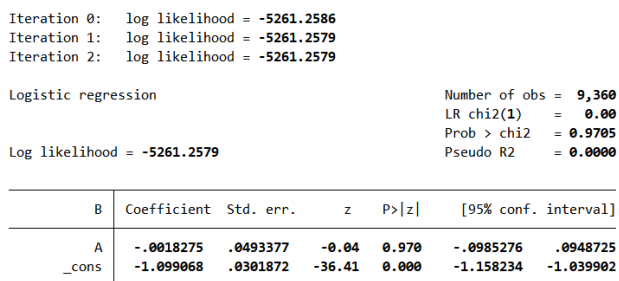 Iteration 0:   log likelihood = -5261.2586
Iteration 1:   log likelihood = -5261.2579
Iteration 2:   log likelihood = -5261.2579
Logistic regression                                     Number of obs =  9,360
                                                        LR chi2(1)    =   0.00
                                                        Prob > chi2   = 0.9705
Log likelihood = -5261.2579                             Pseudo R2     = 0.0000
B   Coefficient  Std. err.      z    P>|z|     [95% conf. interval]
A   -.0018275   .0493377    -0.04   0.970    -.0985276    .0948725
_cons   -1.099068   .0301872   -36.41   0.000    -1.158234   -1.039902